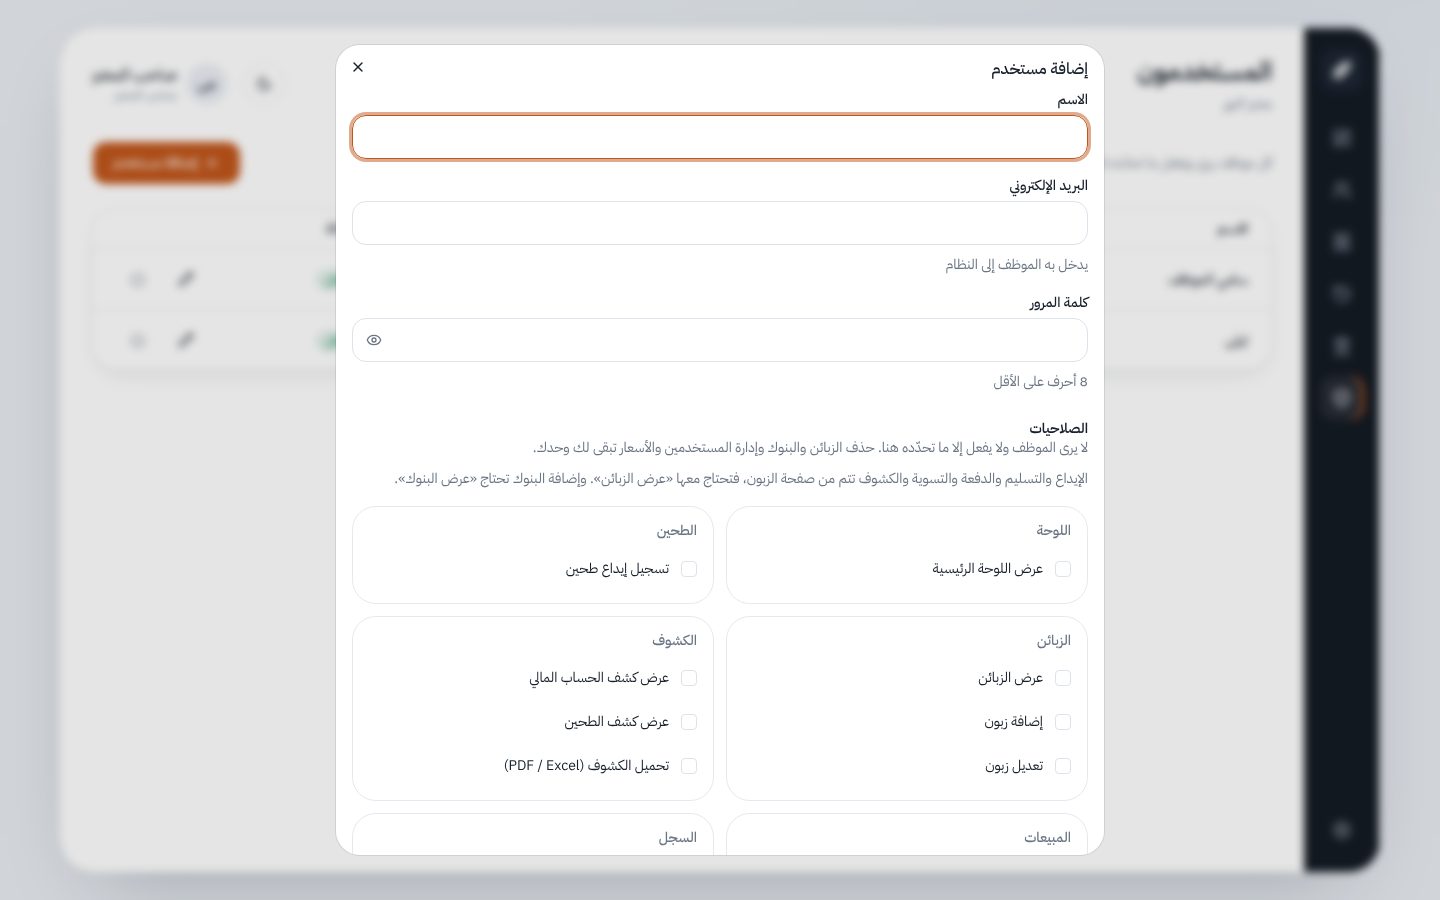 إضافة مستخدم
الاسم
البريد الإلكتروني
يدخل به الموظف إلى النظام
كلمة المرور
8 أحرف على الأقل
الصلاحيات
لا يرى الموظف ولا يفعل إلا ما تحدّده هنا. حذف الزبائن والبنوك وإدارة المستخدمين والأسعار تبقى لك وحدك.
الإيداع والتسليم والدفعة والتسوية والكشوف تتم من صفحة الزبون، فتحتاج معها «عرض الزبائن». وإضافة البنوك تحتاج «عرض البنوك».
اللوحة
عرض اللوحة الرئيسية
الطحين
تسجيل إيداع طحين
الزبائن
عرض الزبائن
إضافة زبون
تعديل زبون
الكشوف
عرض كشف الحساب المالي
عرض كشف الطحين
تحميل الكشوف (PDF / Excel)
المبيعات
السجل
المستخدمون
الاسم
إضافة مستخدم